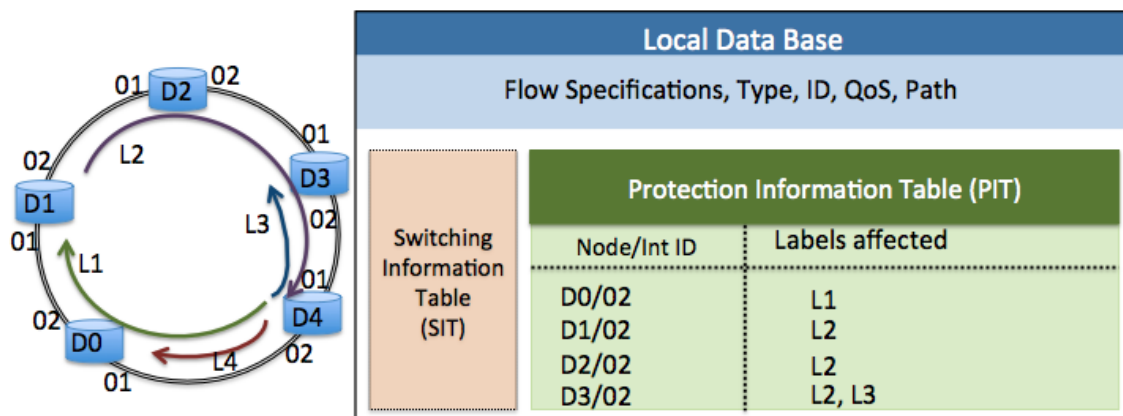 01
02
D2
02
L2
01
D3
D1
L3
02
01
L1
01
02
D4
D0
L4
02
01
Local Data Base
Flow Specifications, Type, ID, QoS, Path
Switching
Information
Table
(SIT)
Protection Information Table (PIT)
Node/Int ID Labels affected
D0/02 L1
D1/02 L2
D2/02 L2
D3/02 L2, L3